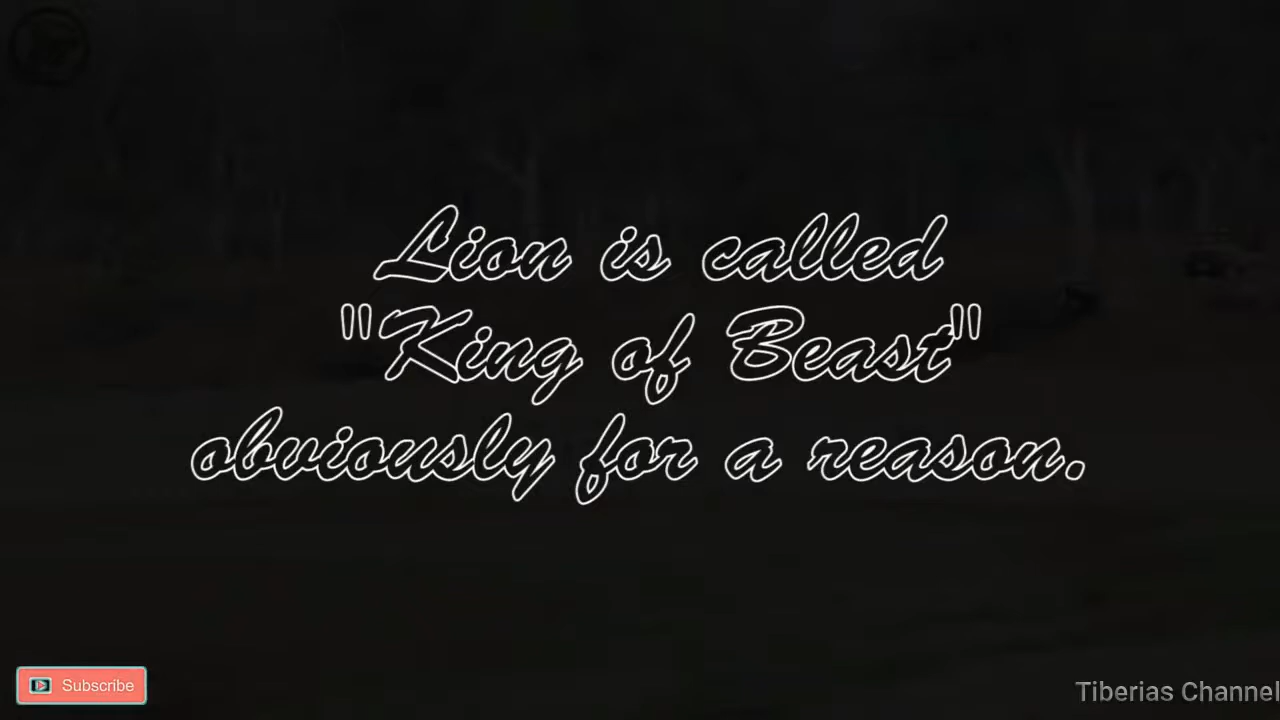 Lion is called
"King of Beast"
obviously for a reason.
Subscribe
Tiberias Channel